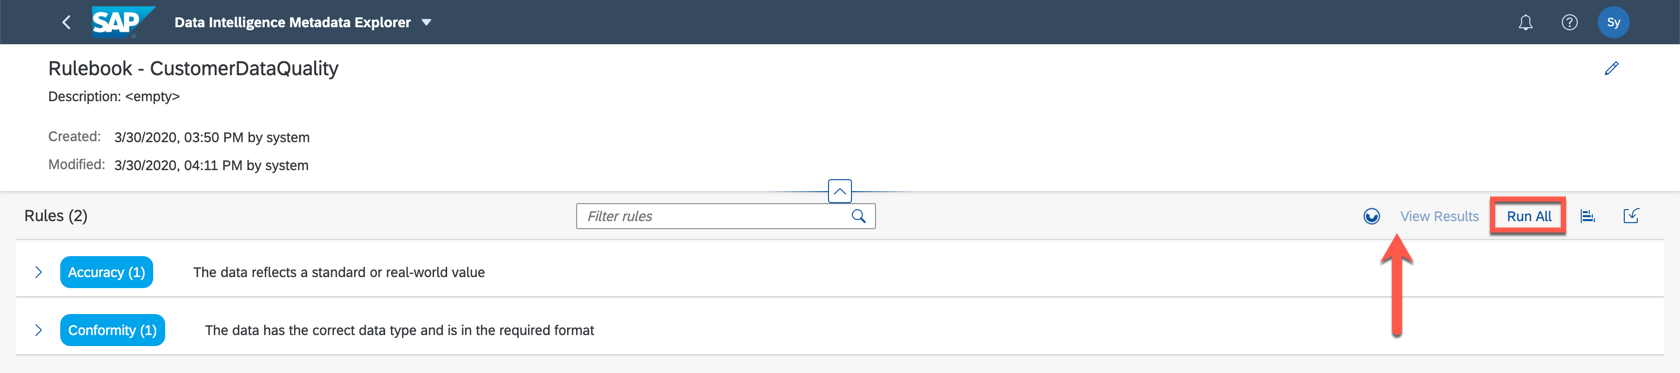 SAP Data Intelligence Metadata Explorer Sy
Rulebook - CustomerDataQuality
Description: <empty>
Created: 3/30/2020, 03:50 PM by system
Modified: 3/30/2020, 04:11 PM by system
Rules (2) Filter rules View Results Run All
Accuracy (1) The data reflects a standard or real-world value
Conformity (1) The data has the correct data type and is in the required format